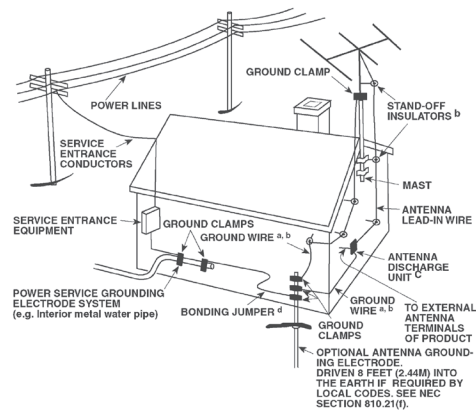 GROUND CLAMP
POWER LINES
STAND-OFF
INSULATORS b
SERVICE
ENTRANCE
CONDUCTORS
MAST
ANTENNA
LEAD-IN WIRE
SERVICE ENTRANCE
EQUIPMENT
GROUND CLAMPS
GROUND WIRE a, b
ANTENNA
DISCHARGE
UNIT C
POWER SERVICE GROUNDING
ELECTRODE SYSTEM
(e.g. Interior metal water pipe)
BONDING JUMPER d
GROUND
WIRE a, b
TO EXTERNAL
ANTENNA
TERMINALS
OF PRODUCT
GROUND
CLAMPS
OPTIONAL ANTENNA GROUND-
ING ELECTRODE.
DRIVEN 8 FEET (2.44M) INTO
THE EARTH IF REQUIRED BY
LOCAL CODES. SEE NEC
SECTION 810.21(f).